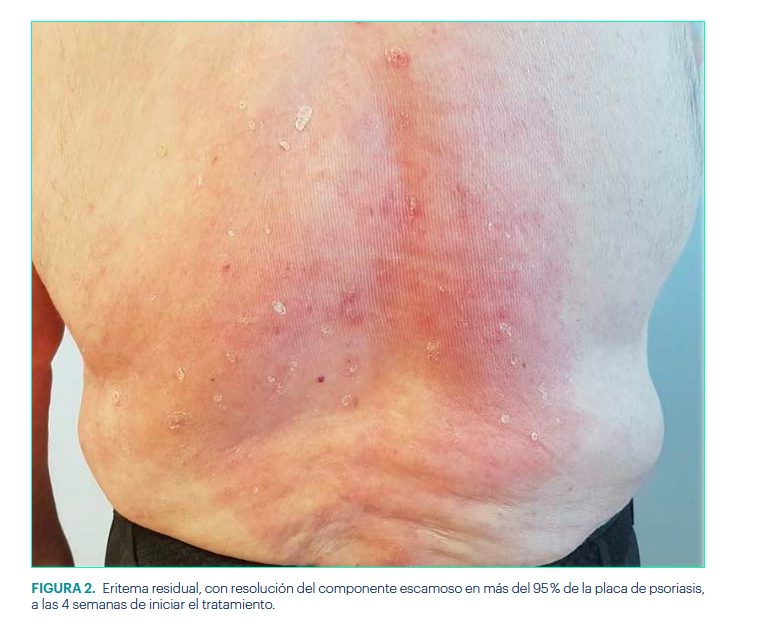 FIGURA 2. Eritema residual, con resolución del componente escamoso en más del 95% de la placa de psoriasis,
a las 4 semanas de iniciar el tratamiento.